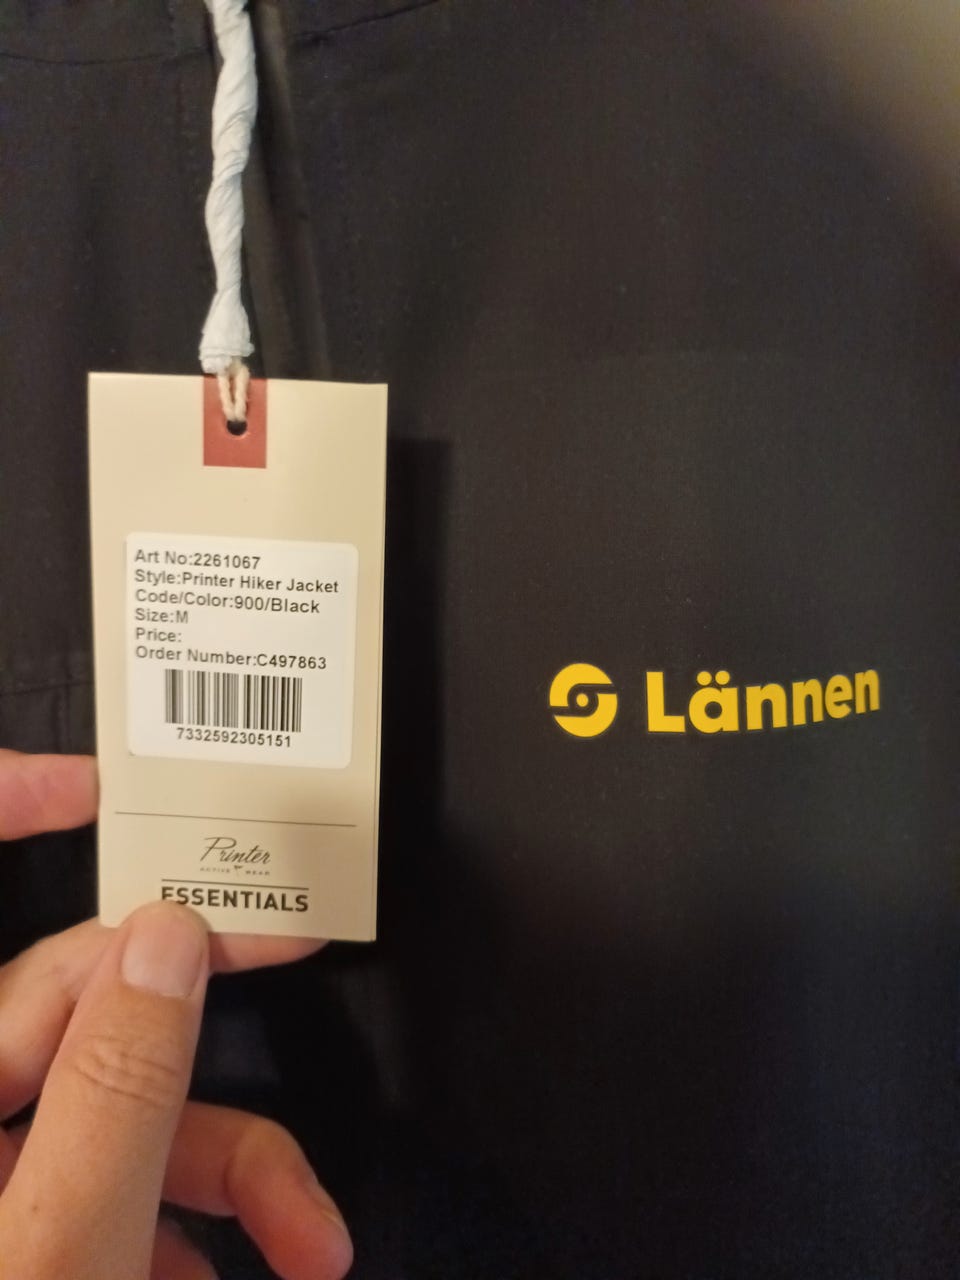 Art No:2261067
Style:Printer Hiker Jacket
Code/Color:900/Black
Size:M
Price:
Order Number:C497863
7332592305151
Printer
ACTIVE WEAR
ESSENTIALS
Lännen